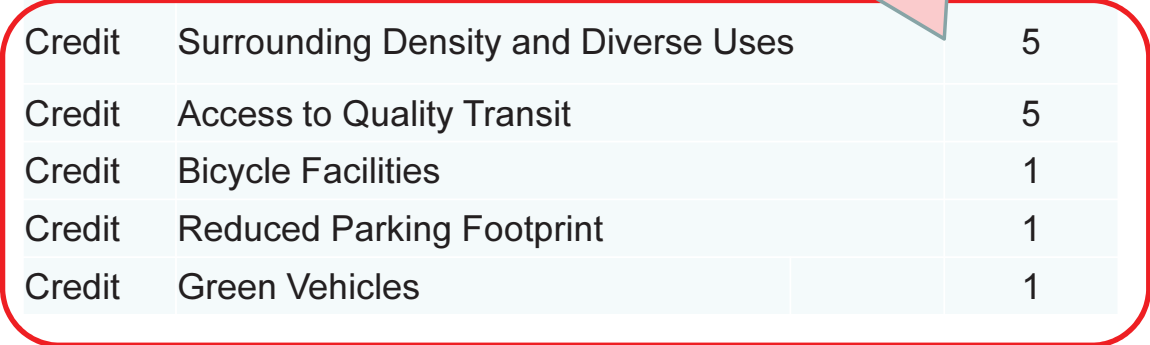 Credit Surrounding Density and Diverse Uses 5
Credit Access to Quality Transit 5
Credit Bicycle Facilities 1
Credit Reduced Parking Footprint 1
Credit Green Vehicles 1